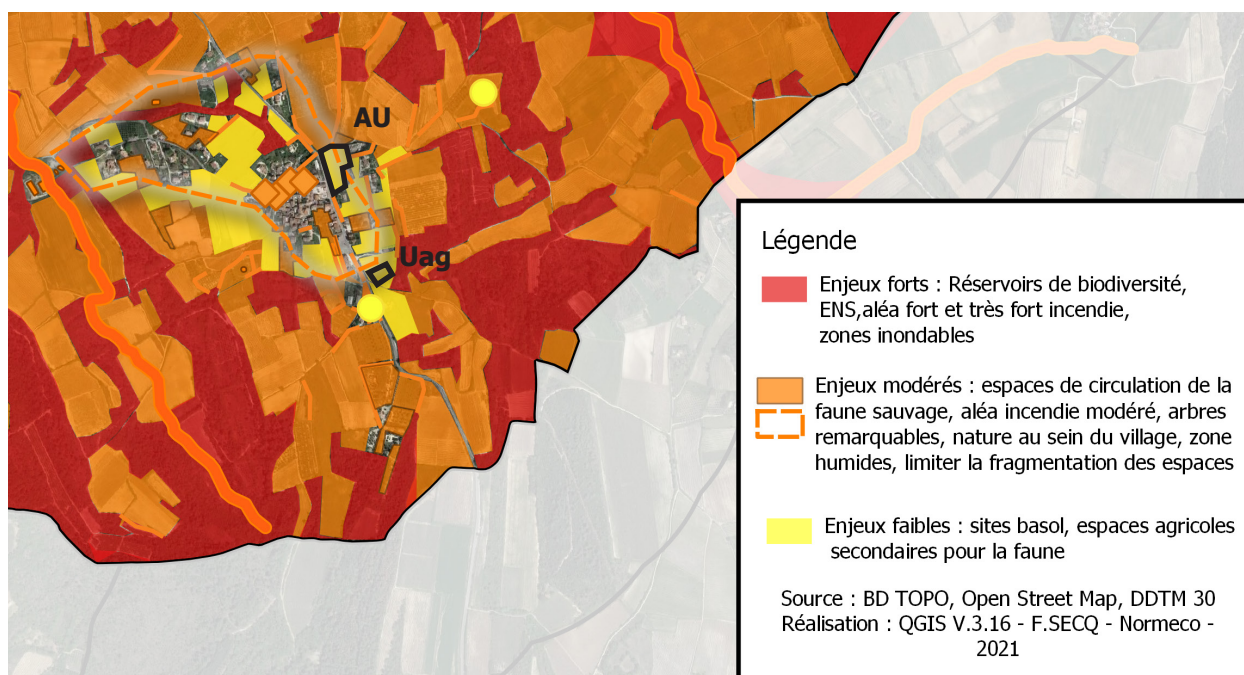 AU
Uag
Légende
Enjeux forts : Réservoirs de biodiversité,
ENS,aléa fort et très fort incendie,
zones inondables
Enjeux modérés : espaces de circulation de la
faune sauvage, aléa incendie modéré, arbres
remarquables, nature au sein du village, zone
humides, limiter la fragmentation des espaces
Enjeux faibles : sites basol, espaces agricoles
secondaires pour la faune
Source : BD TOPO, Open Street Map, DDTM 30
Réalisation : QGIS V.3.16 - F.SECQ - Normeco -
2021